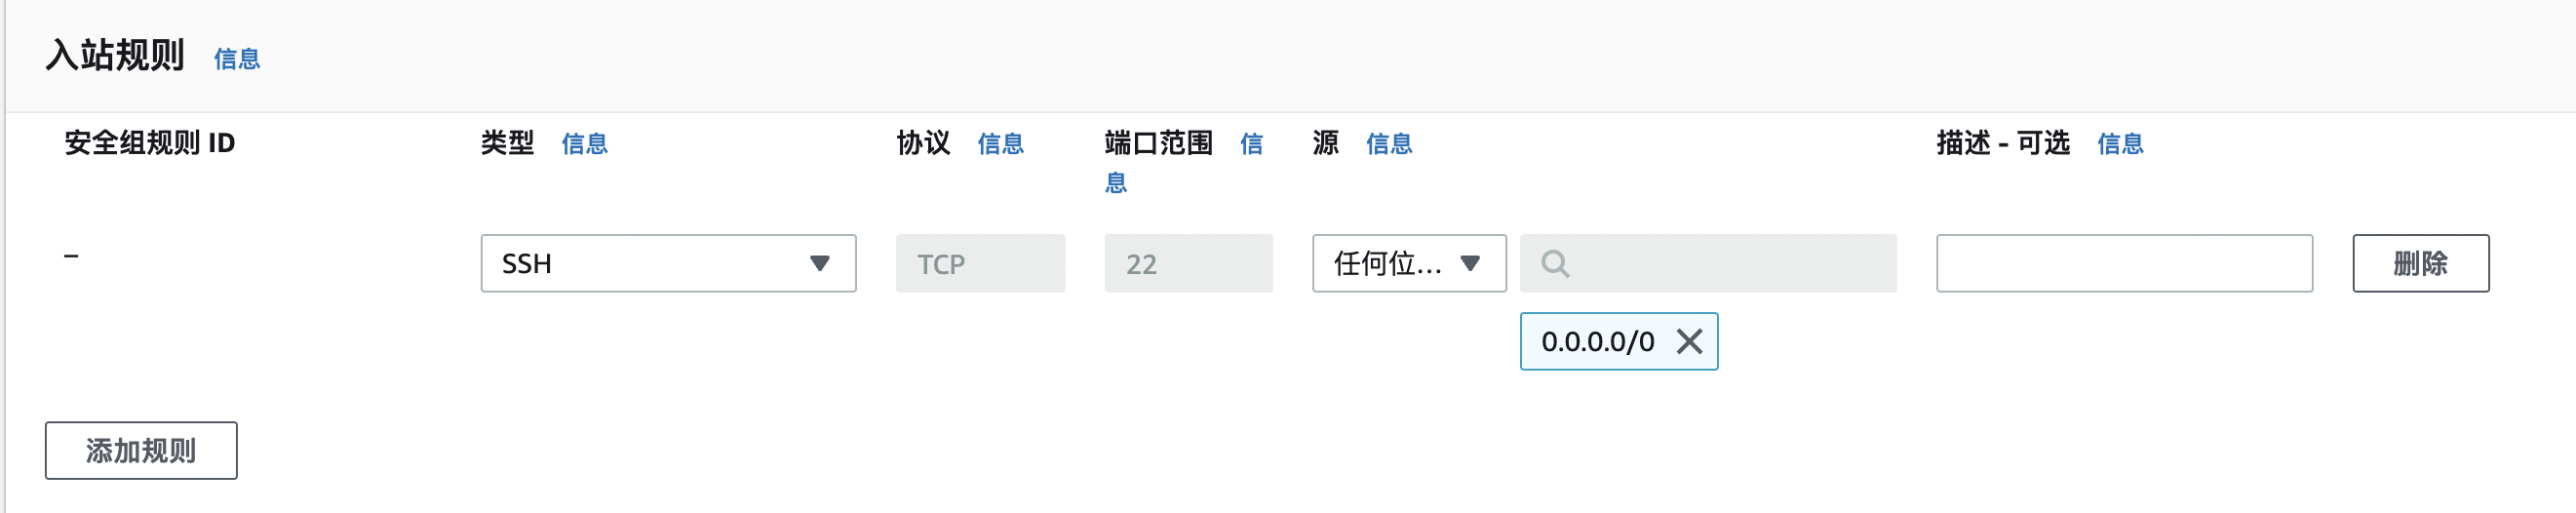 入站规则 信息
安全组规则 ID 类型 信息 协议 信息 端口范围 信息 源 信息 描述 - 可选 信息
– SSH TCP 22 任何位... 删除
0.0.0.0/0
添加规则